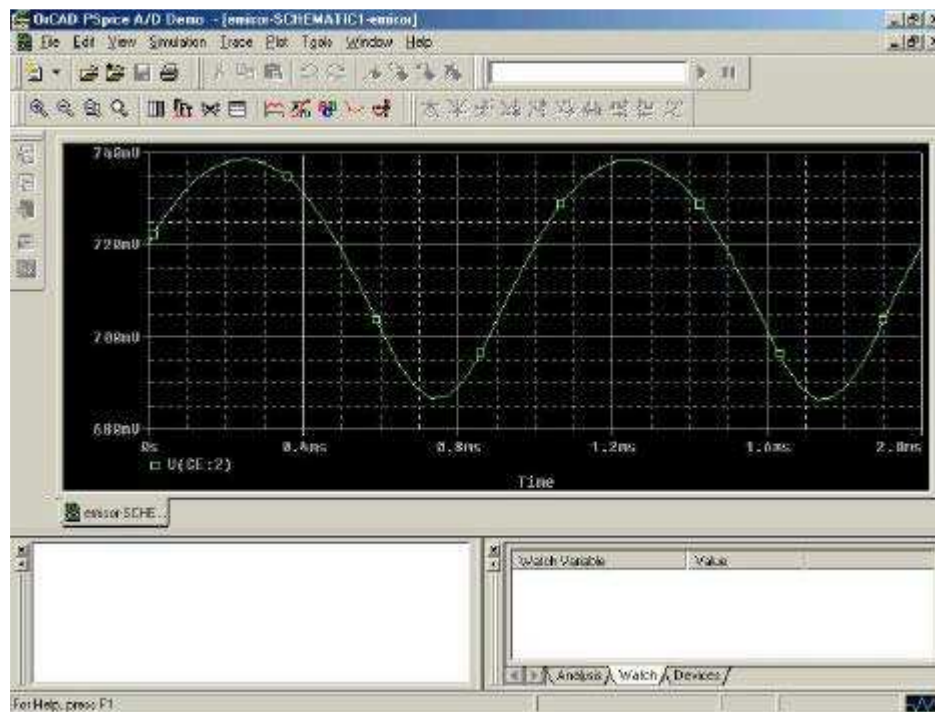 OrCAD PSpice A/D Demo - [emisor-SCHEMATIC1-emisor]
File Edit View Simulation Trace Plot Tools Window Help
740mV
720mV
700mV
680mV
0s 0.4ms 0.8ms 1.2ms 1.6ms 2.0ms
V(CE:2)
Time
emisor-SCHE...
Watch Variable Value
Analysis Watch Devices
For Help, press F1